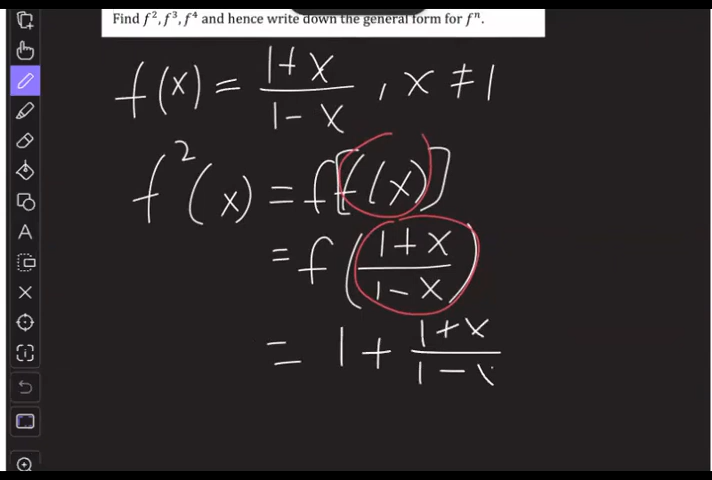 Find f², f³, f⁴ and hence write down the general form for fⁿ.
f(x) = (1+x)/(1-x) , x ≠ 1
f²(x) = f[f(x)]
= f((1+x)/(1-x))
= 1 + (1+x)/(1-x)
A